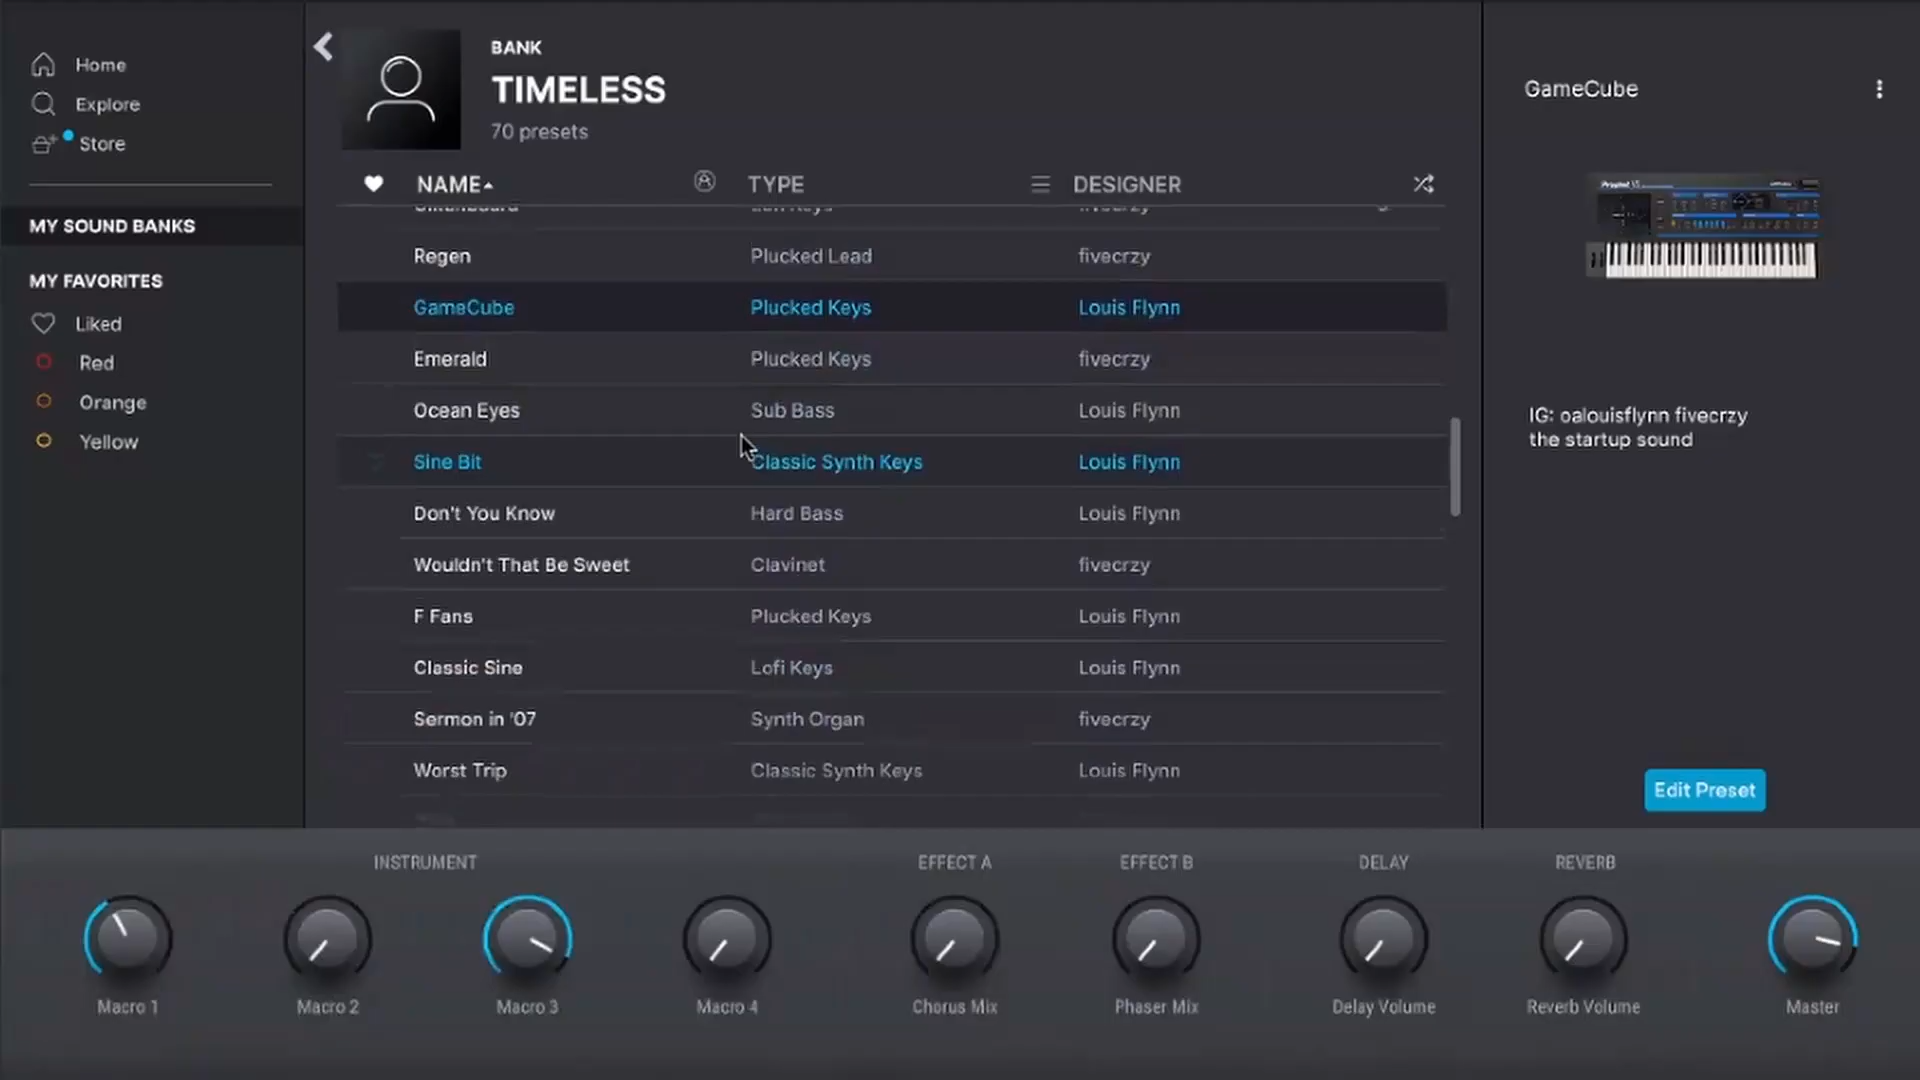 Home
Explore
Store
MY SOUND BANKS
MY FAVORITES
Liked
Red
Orange
Yellow
BANK
TIMELESS
70 presets
NAME TYPE DESIGNER
Regen Plucked Lead fivecrzy
GameCube Plucked Keys Louis Flynn
Emerald Plucked Keys fivecrzy
Ocean Eyes Sub Bass Louis Flynn
Sine Bit Classic Synth Keys Louis Flynn
Don't You Know Hard Bass Louis Flynn
Wouldn't That Be Sweet Clavinet fivecrzy
F Fans Plucked Keys Louis Flynn
Classic Sine Lofi Keys Louis Flynn
Sermon in '07 Synth Organ fivecrzy
Worst Trip Classic Synth Keys Louis Flynn
GameCube
IG: oalouisflynn fivecrzy
the startup sound
Edit Preset
INSTRUMENT EFFECT A EFFECT B DELAY REVERB
Macro 1 Macro 2 Macro 3 Macro 4 Chorus Mix Phaser Mix Delay Volume Reverb Volume Master